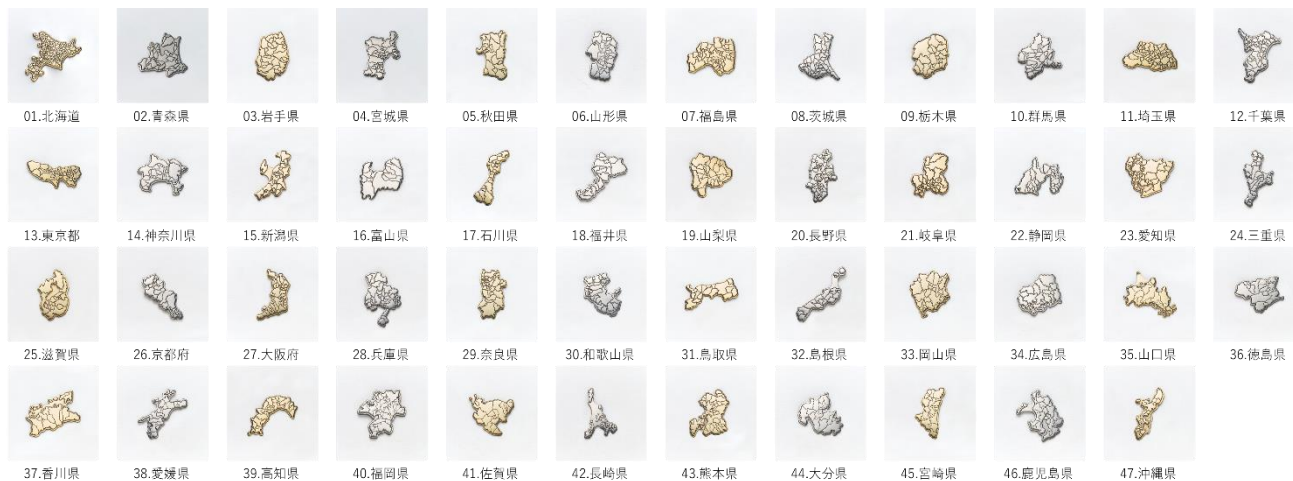 01.北海道 02.青森県 03.岩手県 04.宮城県 05.秋田県 06.山形県 07.福島県 08.茨城県 09.栃木県 10.群馬県 11.埼玉県 12.千葉県
13.東京都 14.神奈川県 15.新潟県 16.富山県 17.石川県 18.福井県 19.山梨県 20.長野県 21.岐阜県 22.静岡県 23.愛知県 24.三重県
25.滋賀県 26.京都府 27.大阪府 28.兵庫県 29.奈良県 30.和歌山県 31.鳥取県 32.島根県 33.岡山県 34.広島県 35.山口県 36.徳島県
37.香川県 38.愛媛県 39.高知県 40.福岡県 41.佐賀県 42.長崎県 43.熊本県 44.大分県 45.宮崎県 46.鹿児島県 47.沖縄県